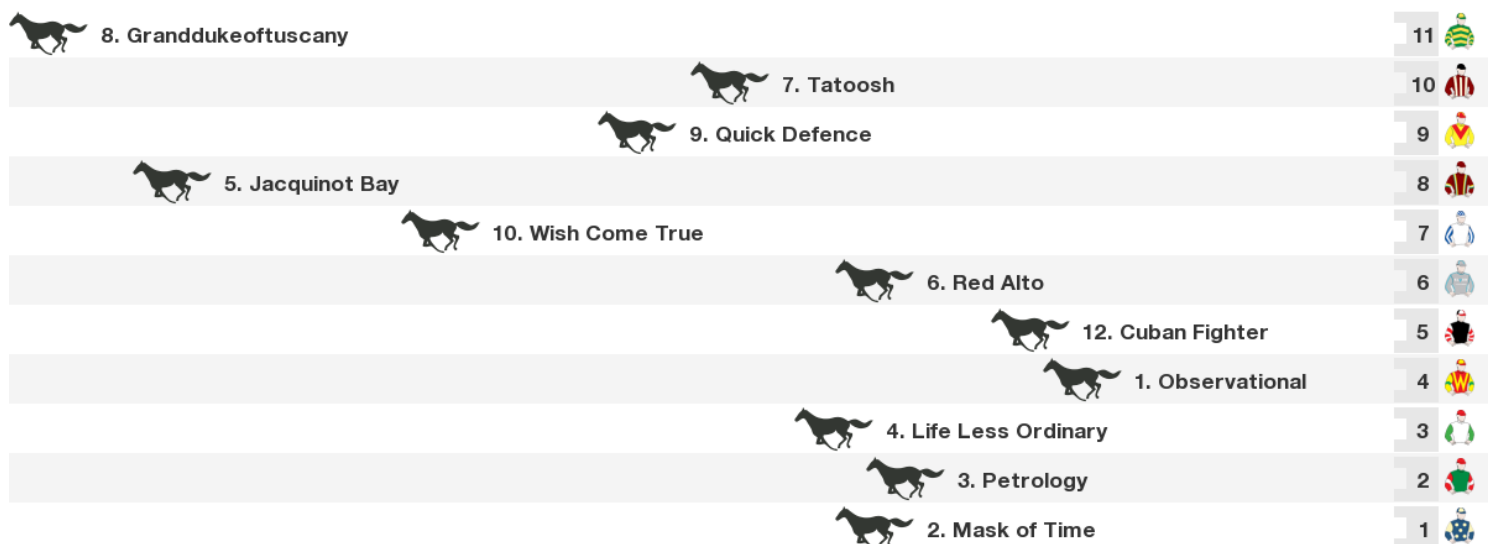 8. Granddukeoftuscany 11
7. Tatoosh 10
9. Quick Defence 9
5. Jacquinot Bay 8
10. Wish Come True 7
6. Red Alto 6
12. Cuban Fighter 5
1. Observational 4 W
4. Life Less Ordinary 3
3. Petrology 2
2. Mask of Time 1